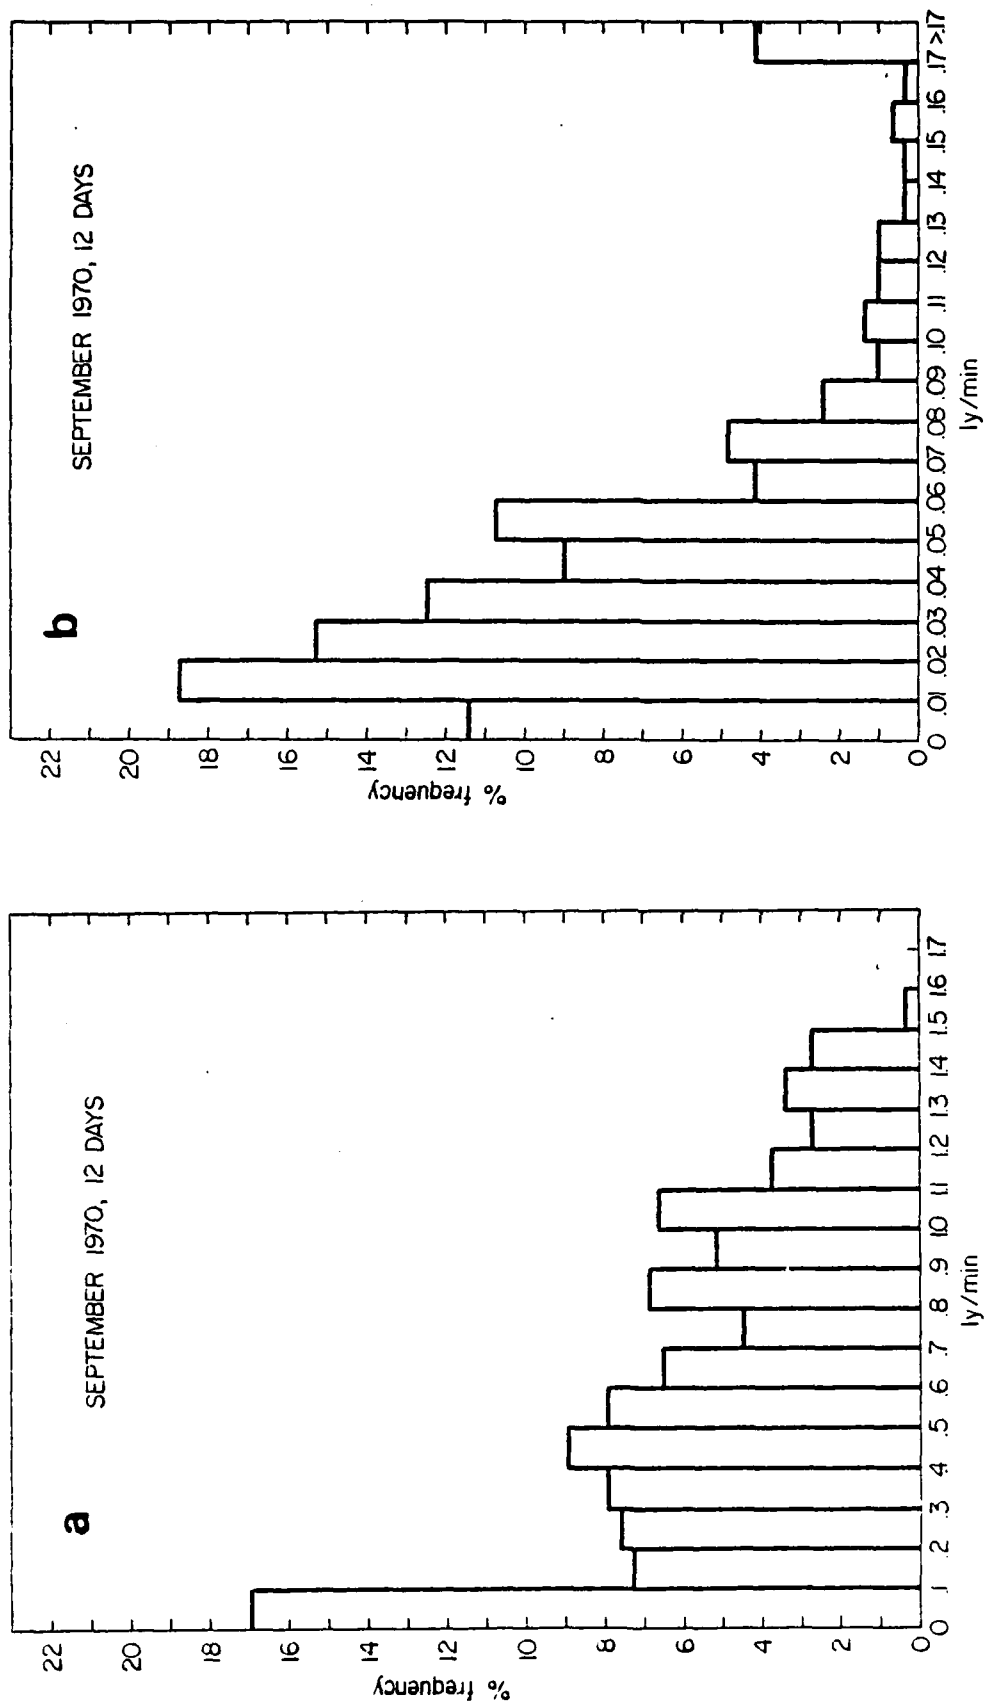 a
SEPTEMBER 1970, 12 DAYS
% frequency
22
20
18
16
14
12
10
8
6
4
2
0
0 .1 .2 .3 .4 .5 .6 .7 .8 .9 1.0 1.1 1.2 1.3 1.4 1.5 1.6 1.7
ly/min
b
SEPTEMBER 1970, 12 DAYS
% frequency
22
20
18
16
14
12
10
8
6
4
2
0
0 .01 .02 .03 .04 .05 .06 .07 .08 .09 .10 .11 .12 .13 .14 .15 .16 .17 >.17
ly/min